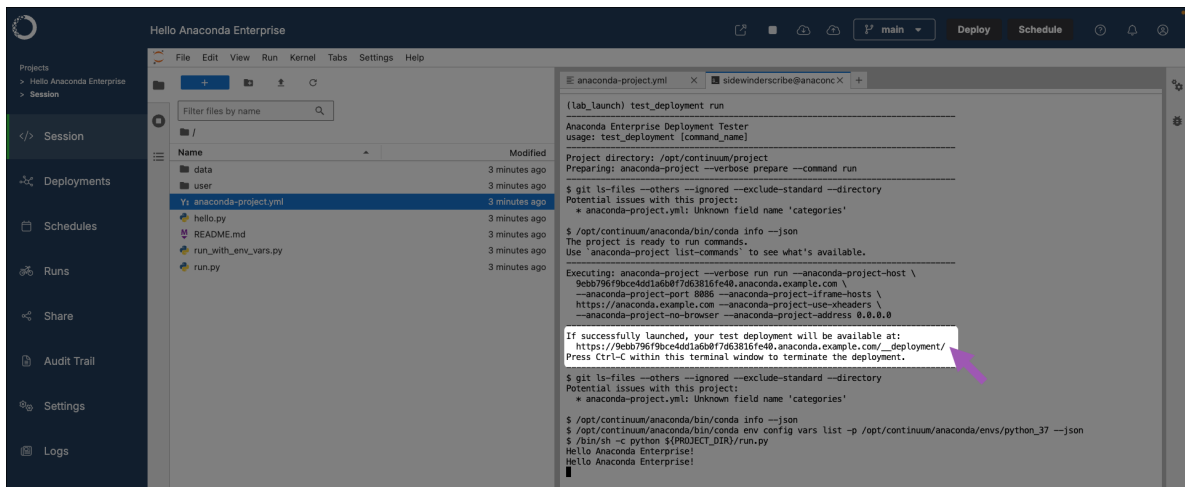 Hello Anaconda Enterprise
main
Deploy
Schedule
Projects
> Hello Anaconda Enterprise
> Session
Session
Deployments
Schedules
Runs
Share
Audit Trail
Settings
Logs
File Edit View Run Kernel Tabs Settings Help
Filter files by name
/
Name Modified
data 3 minutes ago
user 3 minutes ago
anaconda-project.yml 3 minutes ago
hello.py 3 minutes ago
README.md 3 minutes ago
run_with_env_vars.py 3 minutes ago
run.py 3 minutes ago
anaconda-project.yml
sidewinderscribe@anaconc
(lab_launch) test_deployment run
Anaconda Enterprise Deployment Tester
usage: test_deployment [command_name]
Project directory: /opt/continuum/project
Preparing: anaconda-project --verbose prepare --command run
$ git ls-files --others --ignored --exclude-standard --directory
Potential issues with this project:
* anaconda-project.yml: Unknown field name 'categories'
$ /opt/continuum/anaconda/bin/conda info --json
The project is ready to run commands.
Use `anaconda-project list-commands` to see what's available.
Executing: anaconda-project --verbose run run --anaconda-project-host \
9ebb796f9bce4dd1a6b0f7d63816fe40.anaconda.example.com \
--anaconda-project-port 8086 --anaconda-project-iframe-hosts \
https://anaconda.example.com --anaconda-project-use-xheaders \
--anaconda-project-no-browser --anaconda-project-address 0.0.0.0
If successfully launched, your test deployment will be available at:
https://9ebb796f9bce4dd1a6b0f7d63816fe40.anaconda.example.com/__deployment/
Press Ctrl-C within this terminal window to terminate the deployment.
$ git ls-files --others --ignored --exclude-standard --directory
Potential issues with this project:
* anaconda-project.yml: Unknown field name 'categories'
$ /opt/continuum/anaconda/bin/conda info --json
$ /opt/continuum/anaconda/bin/conda env config vars list -p /opt/continuum/anaconda/envs/python_37 --json
$ /bin/sh -c python ${PROJECT_DIR}/run.py
Hello Anaconda Enterprise!
Hello Anaconda Enterprise!